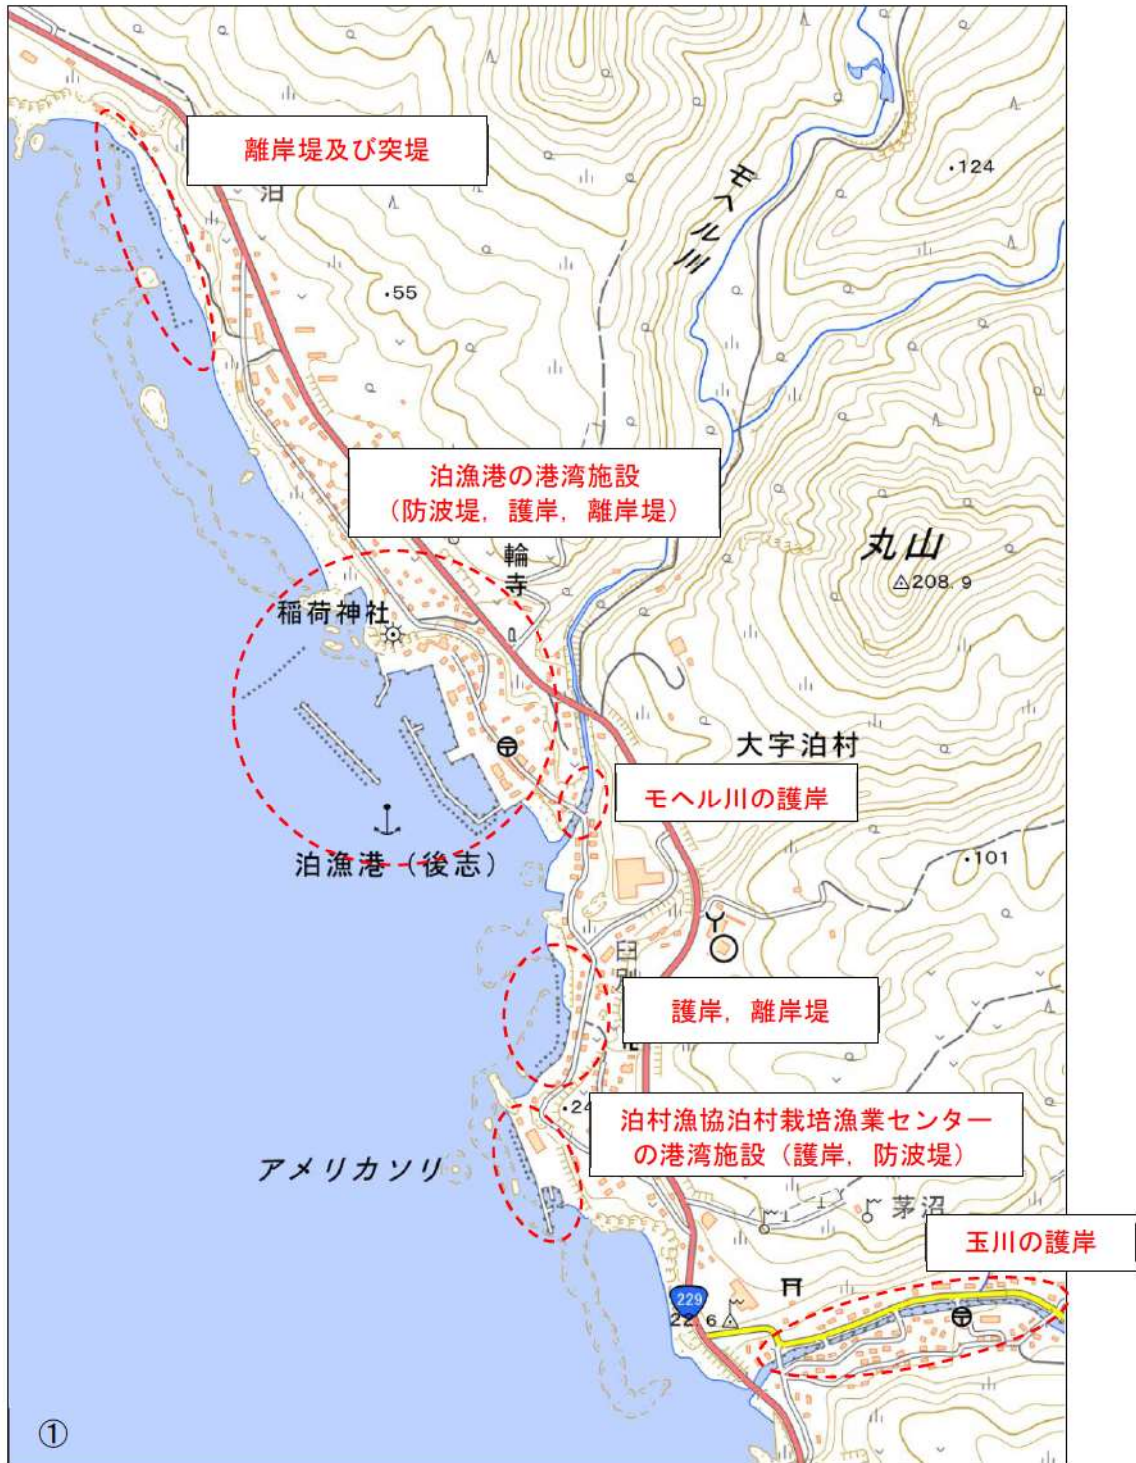 離岸堤及び突堤
泊
モヘル川
・124
・55
泊漁港の港湾施設
（防波堤，護岸，離岸堤）
輪寺
丸山
208.9
稲荷神社
大字泊村
モヘル川の護岸
泊漁港（後志）
・101
臼別
護岸，離岸堤
・24
泊村漁協泊村栽培漁業センター
の港湾施設（護岸，防波堤）
アメリカソリ
茅沼
玉川の護岸
229
22.6
①